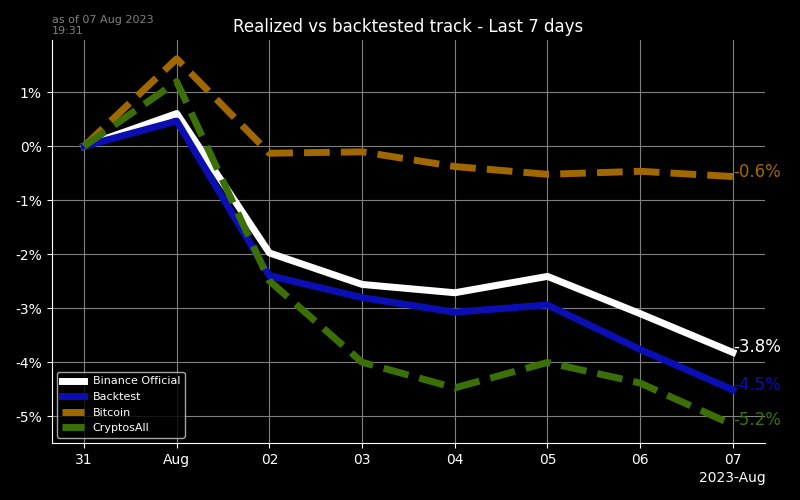 as of 07 Aug 2023
19:31
Realized vs backtested track - Last 7 days
1%
0%
-1%
-2%
-3%
-4%
-5%
-0.6%
-3.8%
-4.5%
-5.2%
Binance Official
Backtest
Bitcoin
CryptosAll
31 Aug 02 03 04 05 06 07
2023-Aug